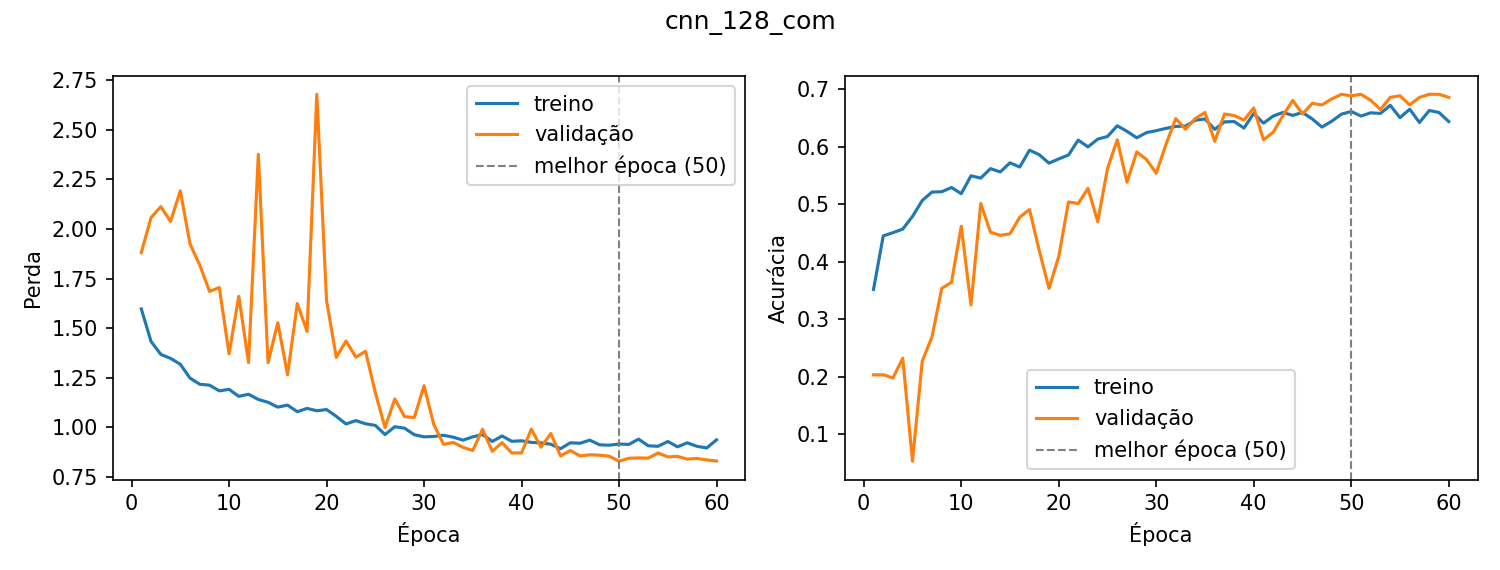 cnn_128_com
2.75
2.50
2.25
2.00
1.75
1.50
1.25
1.00
0.75
Perda
0 10 20 30 40 50 60
Época
treino
validação
melhor época (50)
0.7
0.6
0.5
0.4
0.3
0.2
0.1
Acurácia
0 10 20 30 40 50 60
Época
treino
validação
melhor época (50)